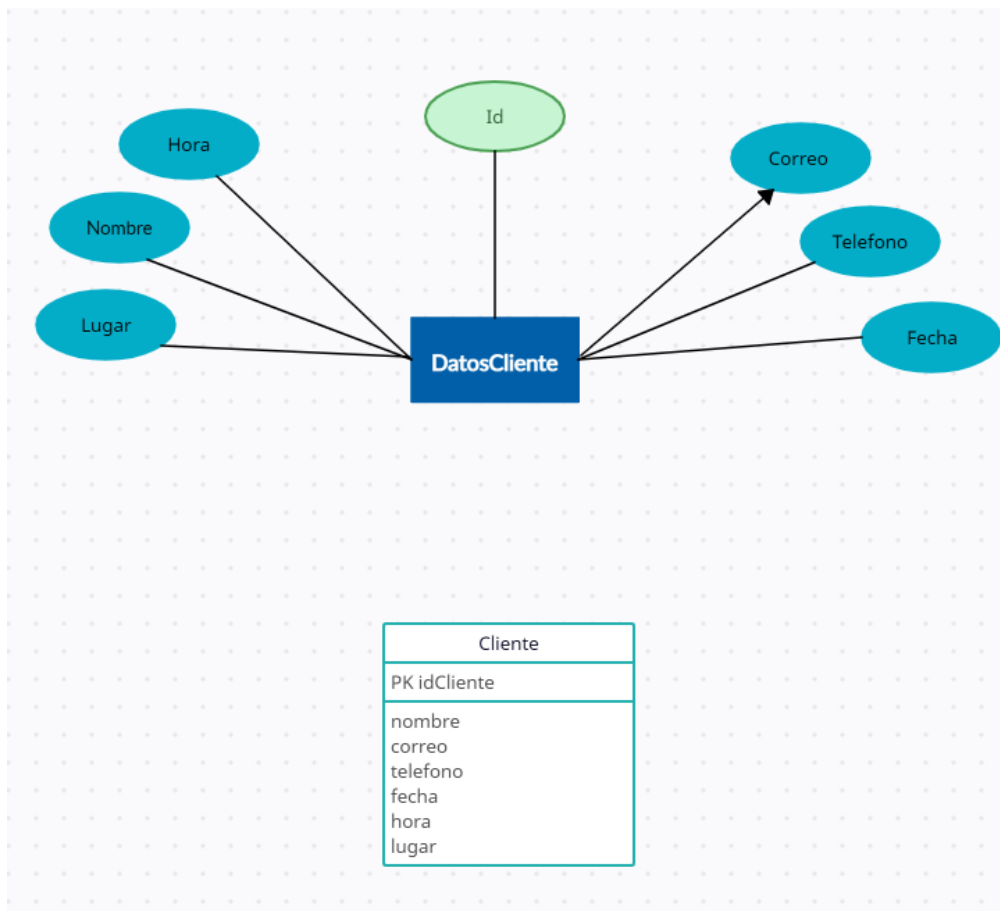 Id
Hora
Correo
Nombre
Telefono
Lugar
Fecha
DatosCliente
Cliente
PK idCliente
nombre
correo
telefono
fecha
hora
lugar